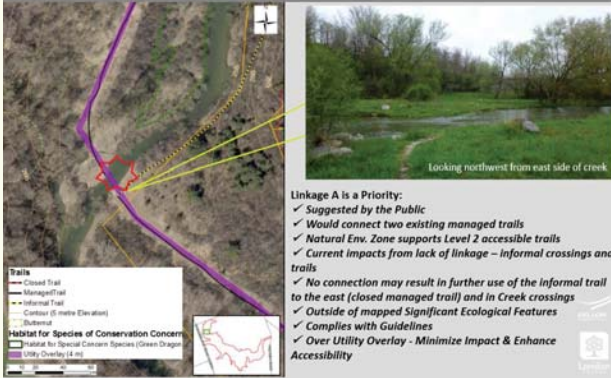 N
Trails
Closed Trail
ManagedTrail
Informal Trail
Contour (5 metre Elevation)
Butternut
Habitat for Species of Conservation Concern
Habitat for Special Concern Species (Green Dragon
Utility Overlay (4 m)
Looking northwest from east side of creek
Linkage A is a Priority:
✓ Suggested by the Public
✓ Would connect two existing managed trails
✓ Natural Env. Zone supports Level 2 accessible trails
✓ Current impacts from lack of linkage – informal crossings and
trails
✓ No connection may result in further use of the informal trail
to the east (closed managed trail) and in Creek crossings
✓ Outside of mapped Significant Ecological Features
✓ Complies with Guidelines
✓ Over Utility Overlay - Minimize Impact & Enhance
Accessibility
London